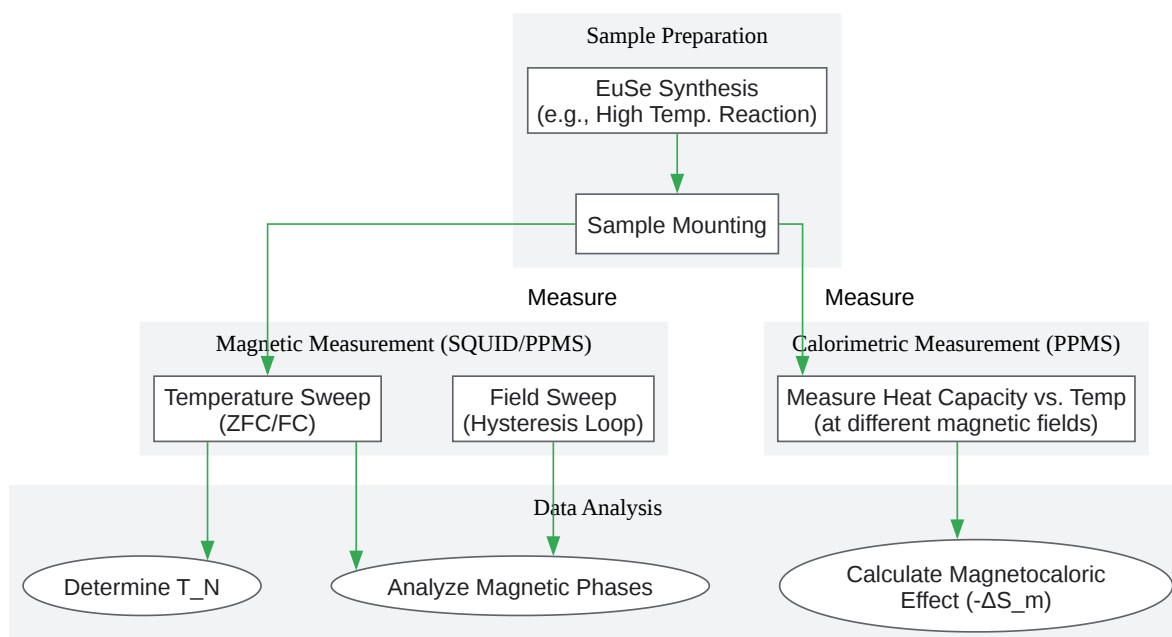 Sample Preparation
EuSe Synthesis
(e.g., High Temp. Reaction)
Sample Mounting
Measure
Measure
Magnetic Measurement (SQUID/PPMS)
Calorimetric Measurement (PPMS)
Temperature Sweep
(ZFC/FC)
Field Sweep
(Hysteresis Loop)
Measure Heat Capacity vs. Temp
(at different magnetic fields)
Data Analysis
Determine T_N
Analyze Magnetic Phases
Calculate Magnetocaloric
Effect (-ΔS_m)